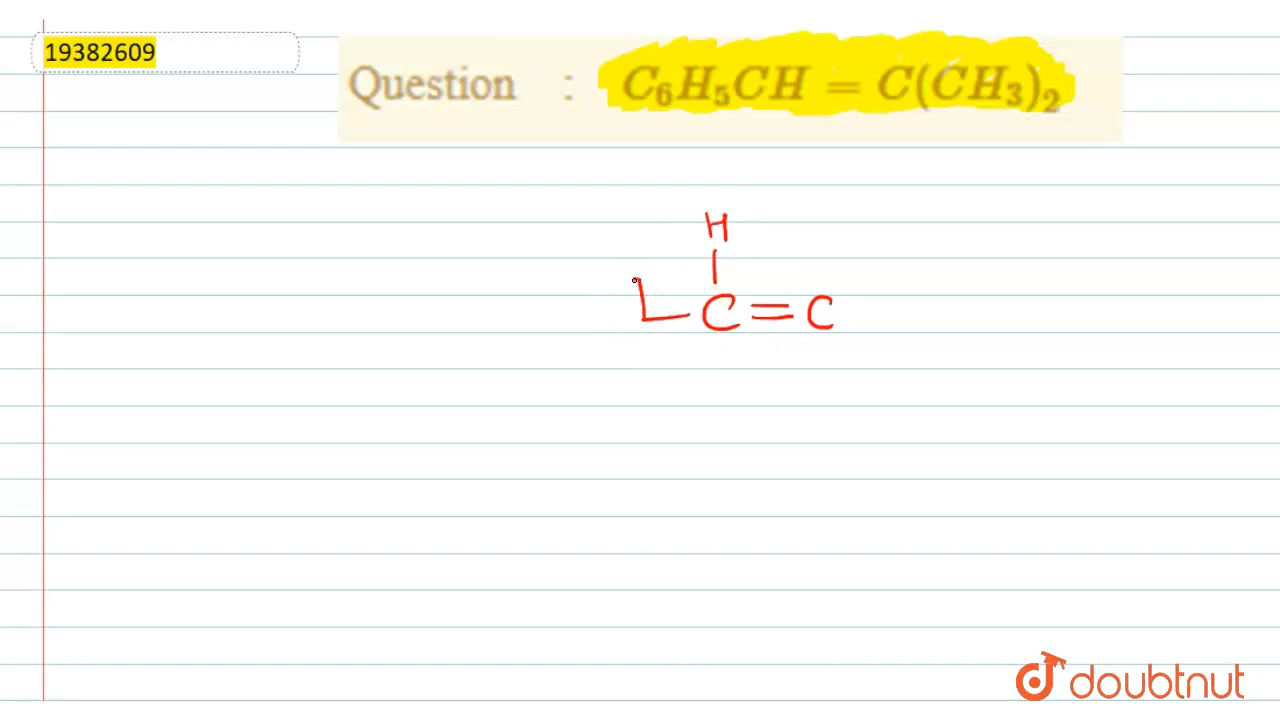 19382609
Question : C₆H₅CH = C(CH₃)₂
H
C = C
doubtnut